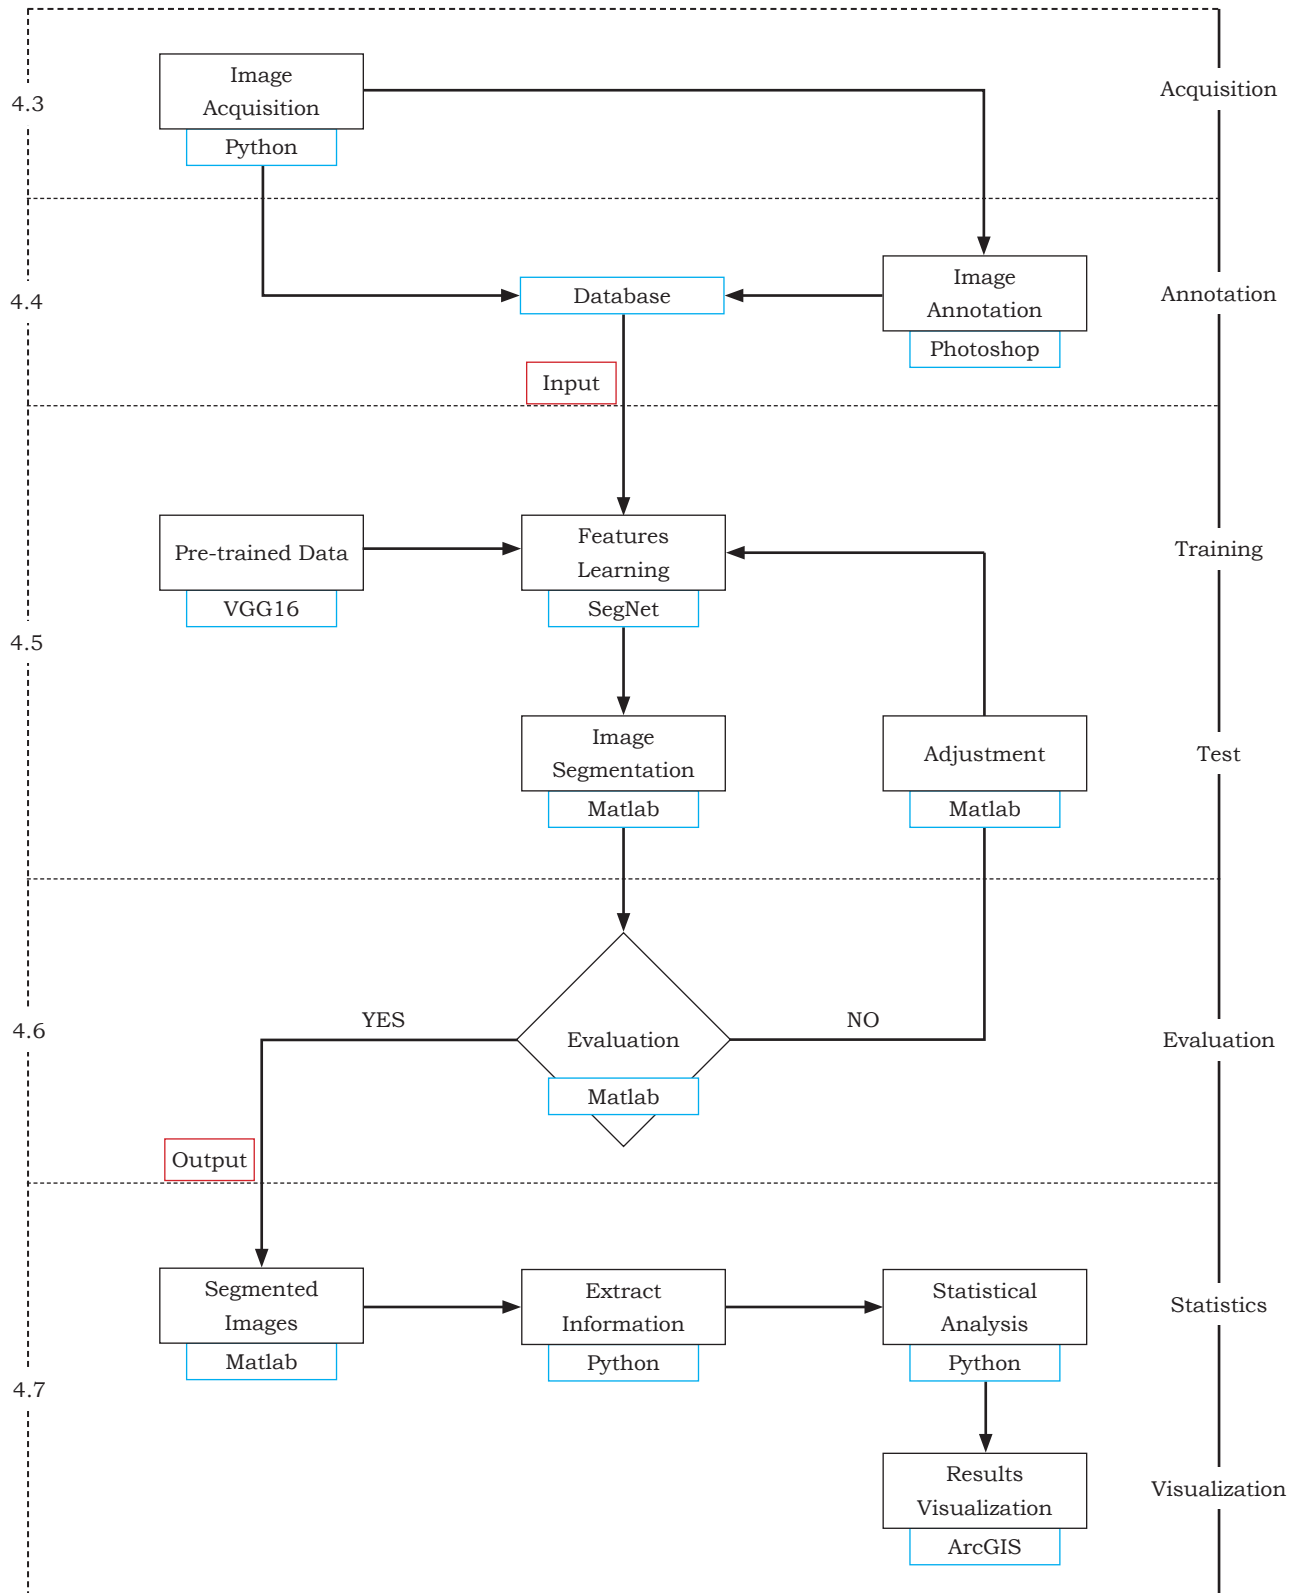 Image
Acquisition
Python
4.3
Acquisition
Image
Annotation
Photoshop
Database
4.4
Annotation
Input
Pre-trained Data
VGG16
Features
Learning
SegNet
Training
4.5
Image
Segmentation
Matlab
Adjustment
Matlab
Test
YES
NO
4.6
Evaluation
Matlab
Evaluation
Output
Segmented
Images
Matlab
Extract
Information
Python
Statistical
Analysis
Python
Statistics
4.7
Results
Visualization
ArcGIS
Visualization